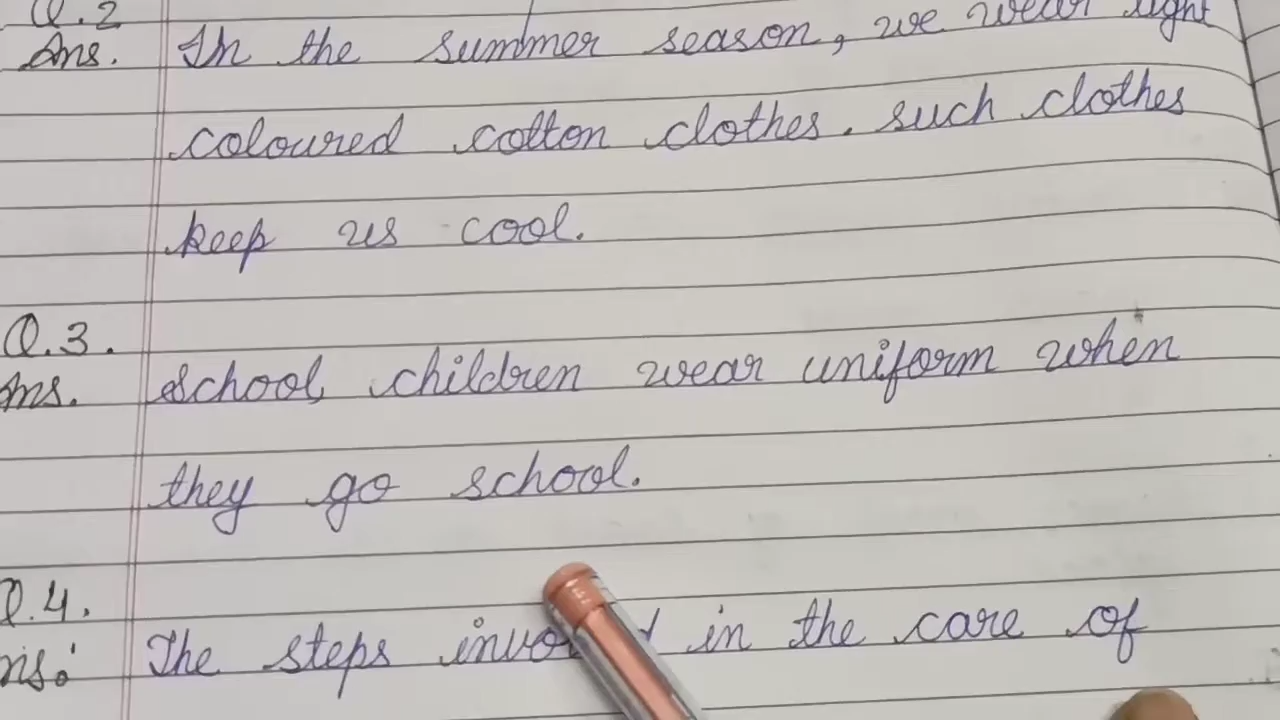 Q.2
Ans. In the summer season, we wear light
coloured cotton clothes. such clothes
keep us cool.
Q.3.
Ans. School children wear uniform when
they go school.
Q.4.
Ans. The steps in the care of